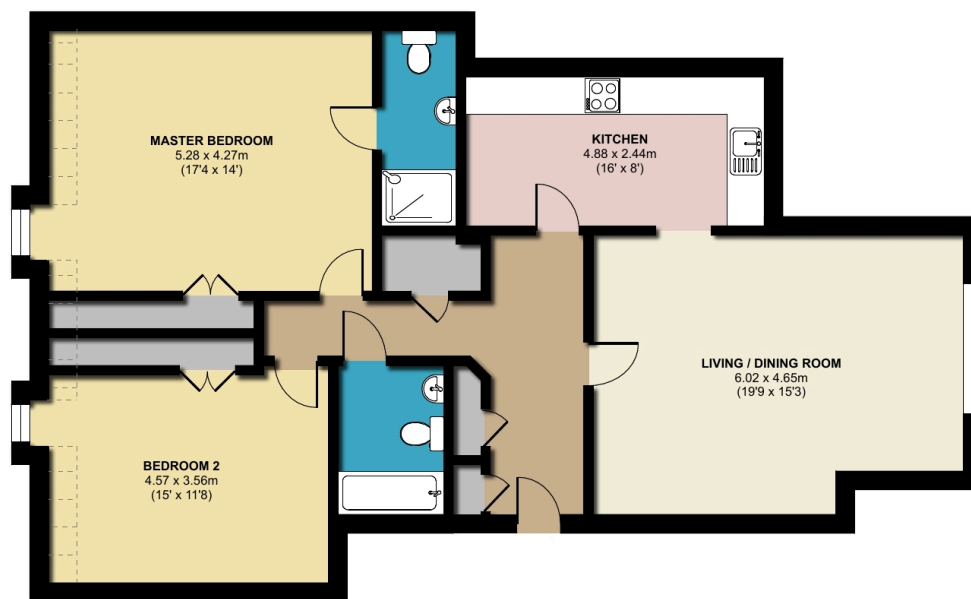 MASTER BEDROOM
5.28 x 4.27m
(17'4 x 14')
KITCHEN
4.88 x 2.44m
(16' x 8')
LIVING / DINING ROOM
6.02 x 4.65m
(19'9 x 15'3)
BEDROOM 2
4.57 x 3.56m
(15' x 11'8)